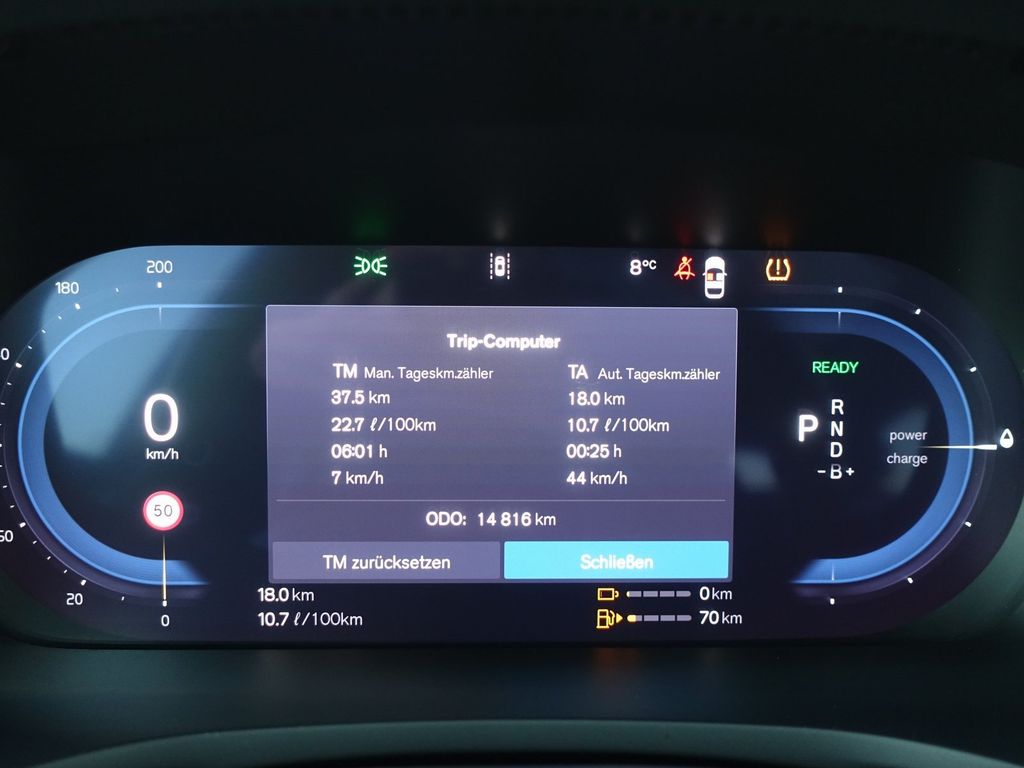 200
8°C
180
20
0
0
km/h
50
Trip-Computer
TM Man. Tageskm.zähler
37.5 km
22.7 ℓ/100km
06:01 h
7 km/h
TA Aut. Tageskm.zähler
18.0 km
10.7 ℓ/100km
00:25 h
44 km/h
ODO: 14 816 km
TM zurücksetzen
Schließen
18.0 km
10.7 ℓ/100km
0 km
70 km
READY
P
R
N
D
-B+
power
charge